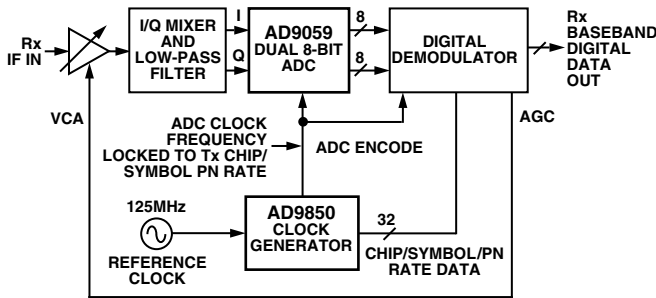 Rx
IF IN
VCA
I/Q MIXER
AND
LOW-PASS
FILTER
I
Q
AD9059
DUAL 8-BIT
ADC
8
8
DIGITAL
DEMODULATOR
Rx
BASEBAND
DIGITAL
DATA
OUT
AGC
ADC CLOCK
FREQUENCY
LOCKED TO Tx CHIP/
SYMBOL PN RATE
ADC ENCODE
125MHz
REFERENCE
CLOCK
AD9850
CLOCK
GENERATOR
32
CHIP/SYMBOL/PN
RATE DATA